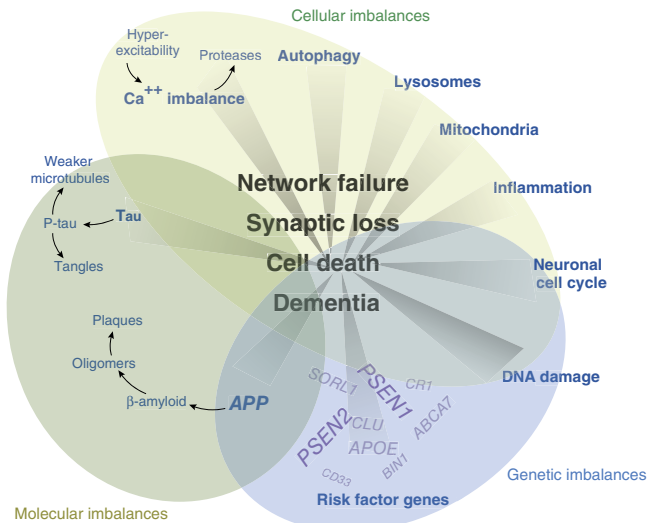 Cellular imbalances
Hyper-
excitability
Proteases
Autophagy
Ca++ imbalance
Lysosomes
Mitochondria
Weaker
microtubules
Network failure
Inflammation
P-tau
Tau
Synaptic loss
Tangles
Cell death
Neuronal
cell cycle
Dementia
Plaques
Oligomers
β-amyloid
APP
SORL1
PSEN1
CR1
DNA damage
PSEN2
CLU
ABCA7
APOE
BIN1
CD33
Risk factor genes
Genetic imbalances
Molecular imbalances